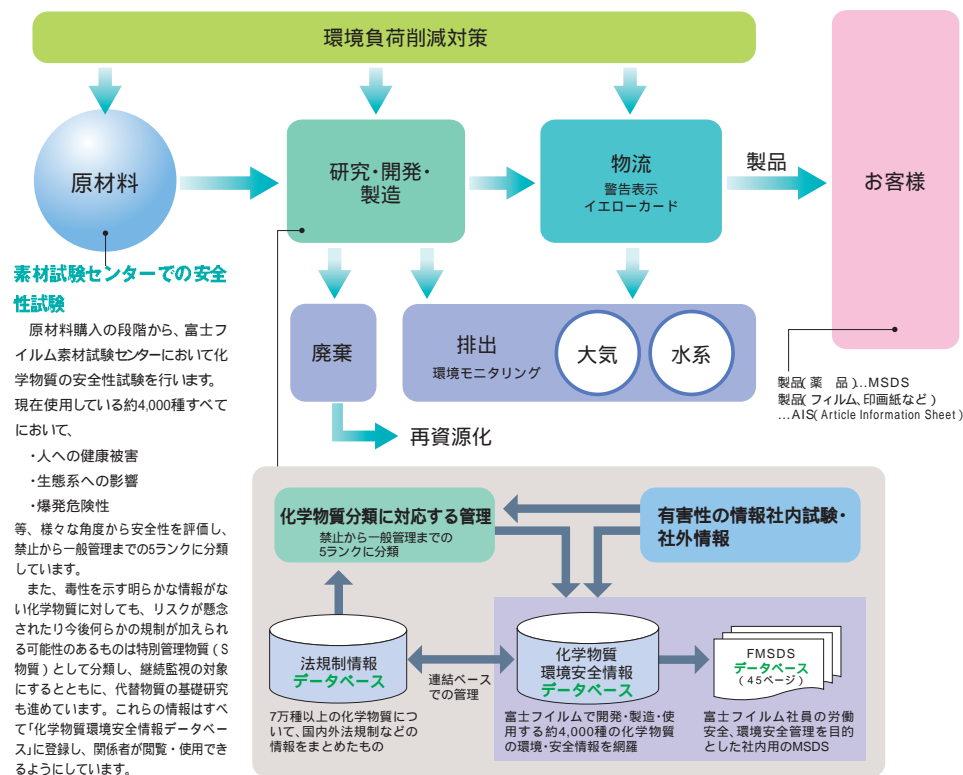 環境負荷削減対策
原材料
研究・開発・
製造
物流
警告表示
イエローカード
製品
お客様
廃棄
排出
環境モニタリング
大気
水系
再資源化
製品(薬　品)...MSDS
製品(フィルム、印画紙など)
...AIS(Article Information Sheet)
素材試験センターでの安全
性試験
　原材料購入の段階から、富士フ
イルム素材試験センターにおいて化
学物質の安全性試験を行います。
現在使用している約4,000種すべて
において、
・人への健康被害
・生態系への影響
・爆発危険性
等、様々な角度から安全性を評価し、
禁止から一般管理までの5ランクに分類
しています。
　また、毒性を示す明らかな情報がな
い化学物質に対しても、リスクが懸念
されたり今後何らかの規制が加えられ
る可能性のあるものは特別管理物質(S
物質)として分類し、継続監視の対象
にするとともに、代替物質の基礎研究
も進めています。これらの情報はすべ
て「化学物質環境安全情報データベー
ス」に登録し、関係者が閲覧・使用でき
るようにしています。
化学物質分類に対応する管理
禁止から一般管理までの
5ランクに分類
有害性の情報社内試験・
社外情報
法規制情報
データベース
連結ベース
での管理
化学物質
環境安全情報
データベース
FMSDS
データベース
(45ページ)
7万種以上の化学物質につ
いて、国内外法規制などの
情報をまとめたもの
富士フイルムで開発・製造・使
用する約4,000種の化学物質
の環境・安全情報を網羅
富士フイルム社員の労働
安全、環境安全管理を目的
とした社内用のMSDS